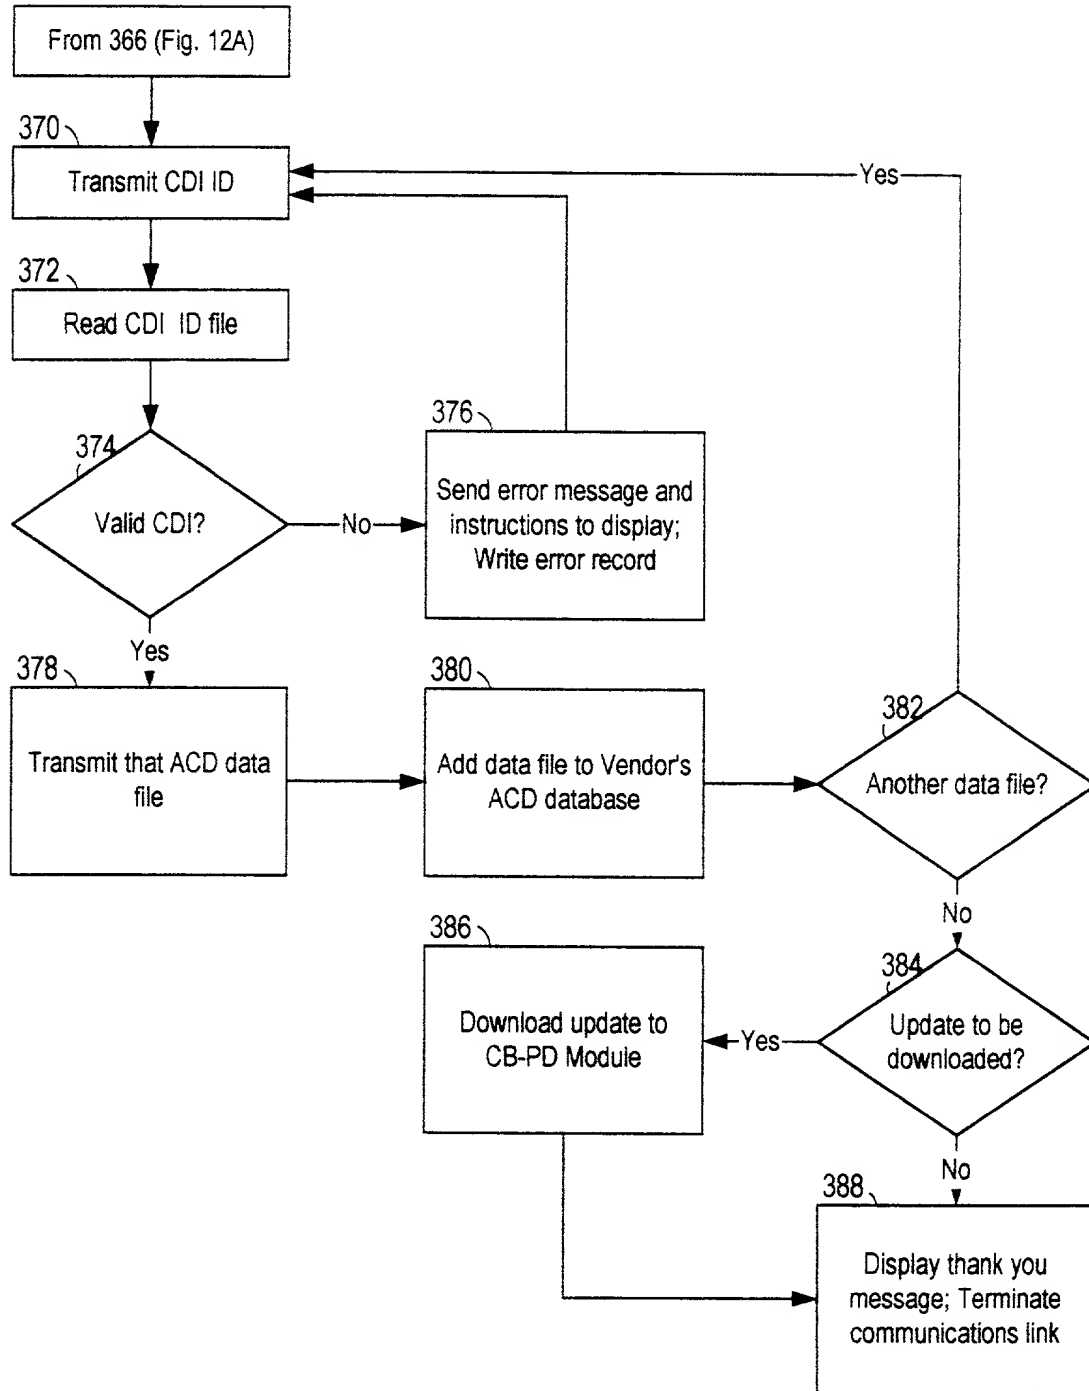 From 366 (Fig. 12A)
370
Transmit CDI ID
Yes
372
Read CDI ID file
374
Valid CDI?
No
376
Send error message and
instructions to display;
Write error record
Yes
378
Transmit that ACD data
file
380
Add data file to Vendor's
ACD database
382
Another data file?
No
384
Update to be
downloaded?
Yes
386
Download update to
CB-PD Module
No
388
Display thank you
message; Terminate
communications link